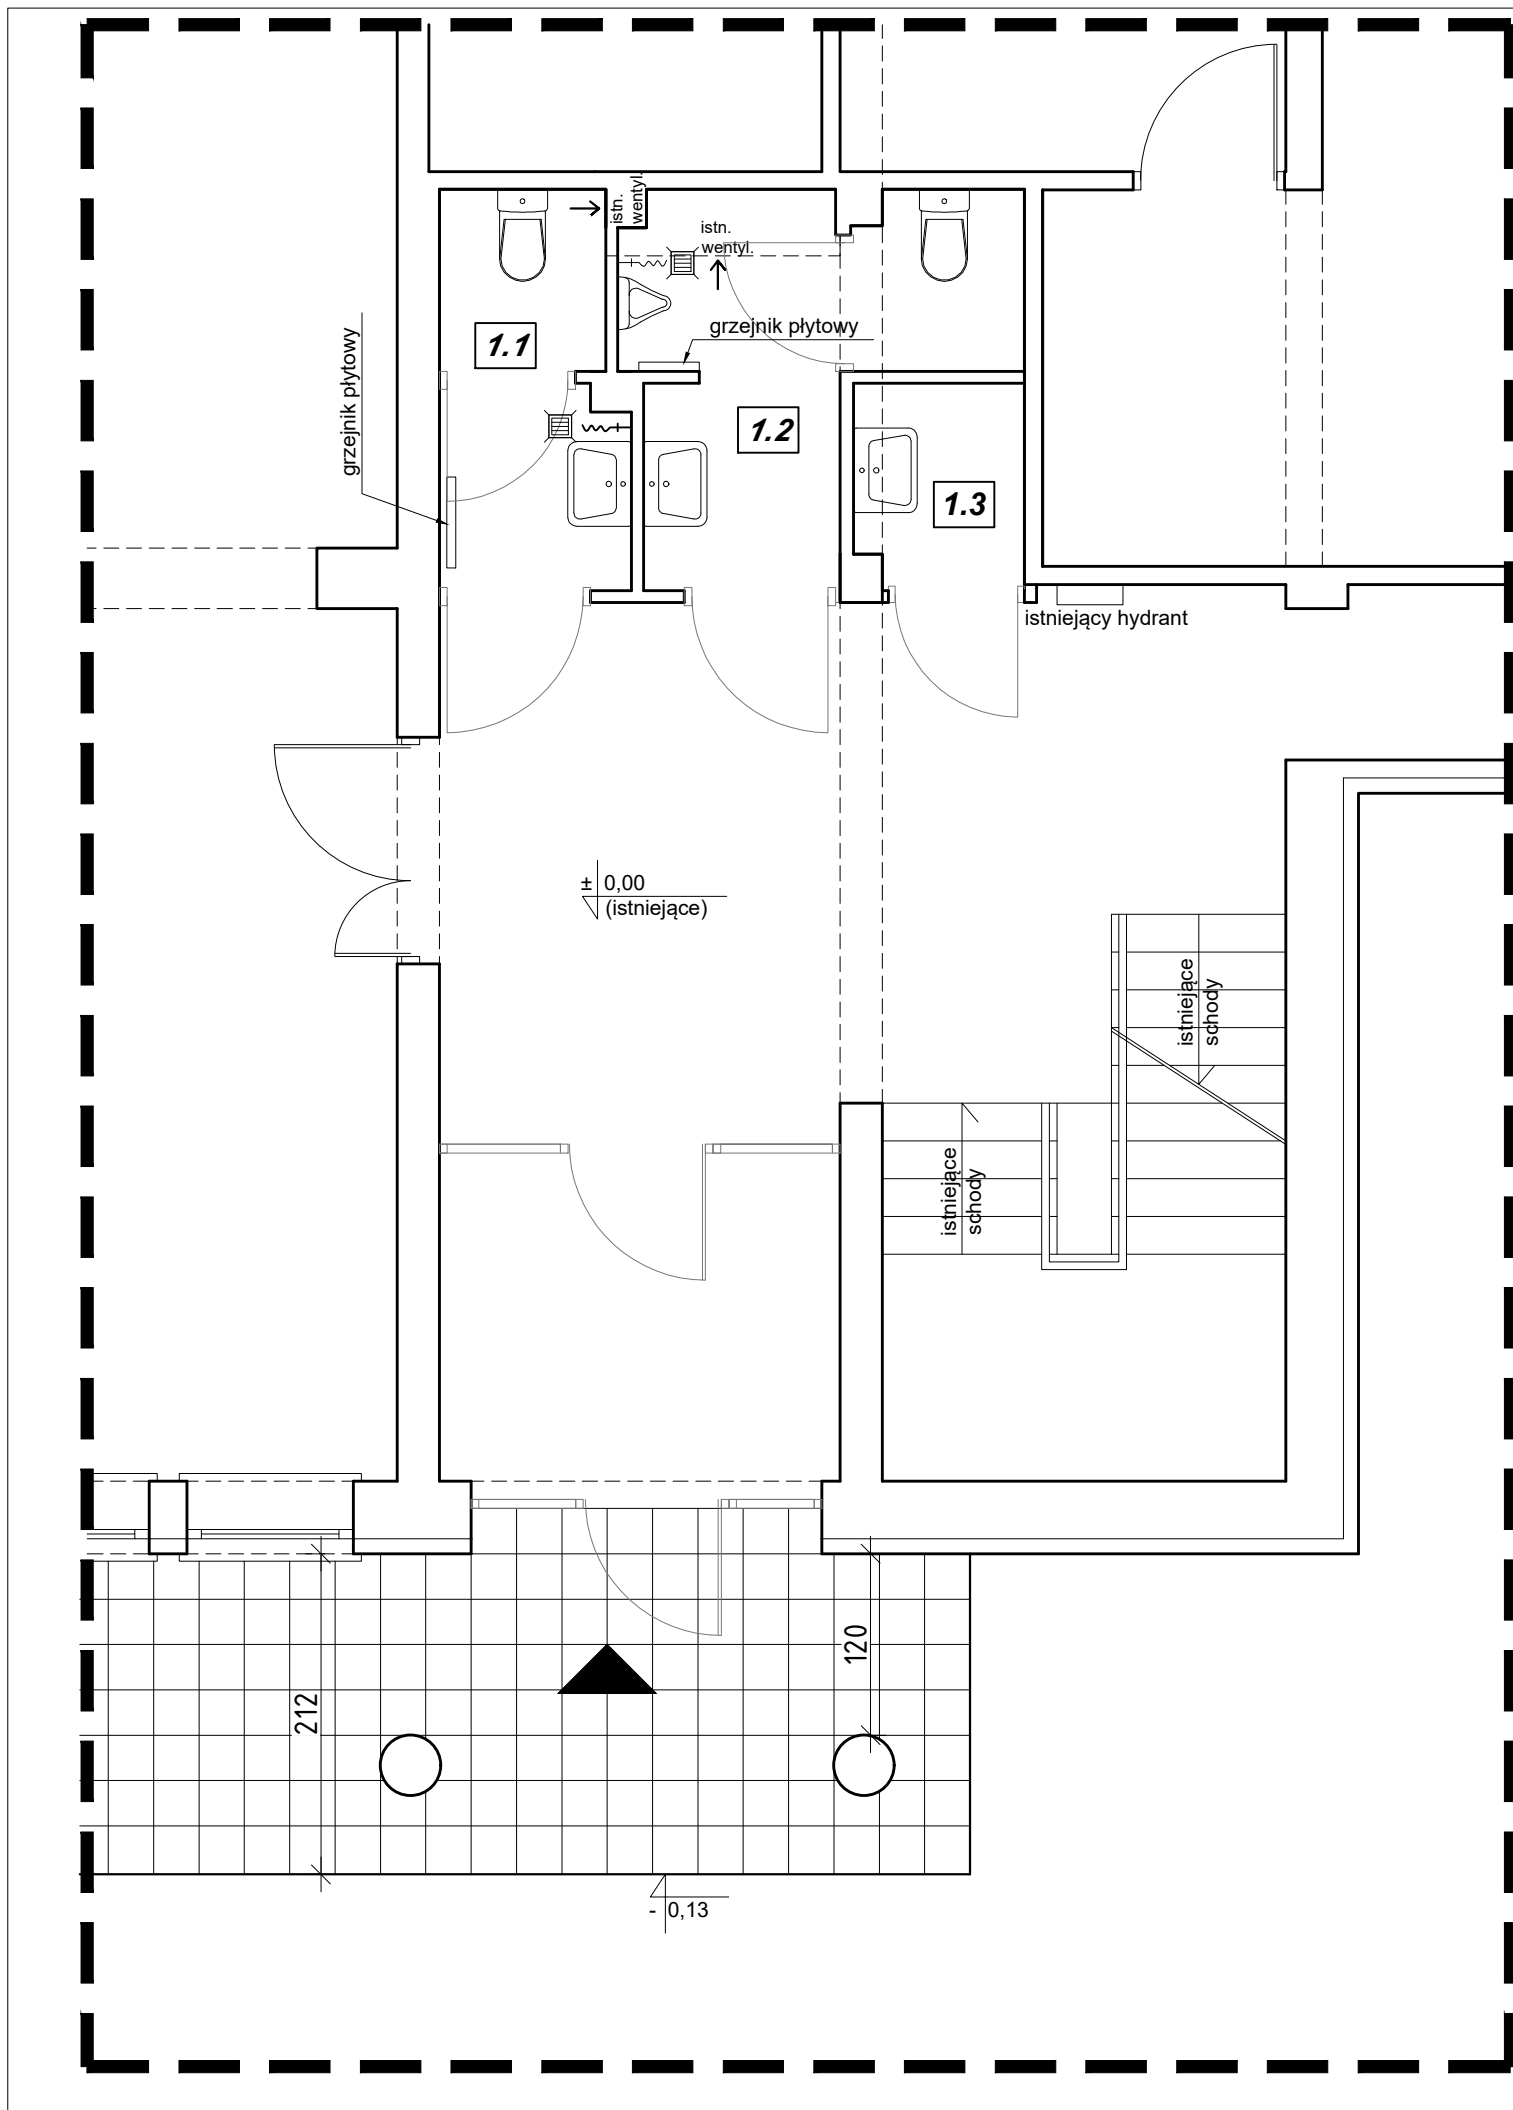 istn.
wentyl.
istn.
wentyl.
grzejnik płytowy
1.1
grzejnik płytowy
1.2
1.3
istniejący hydrant
± 0,00
(istniejące)
istniejące
schody
istniejące
schody
120
212
- 0,13